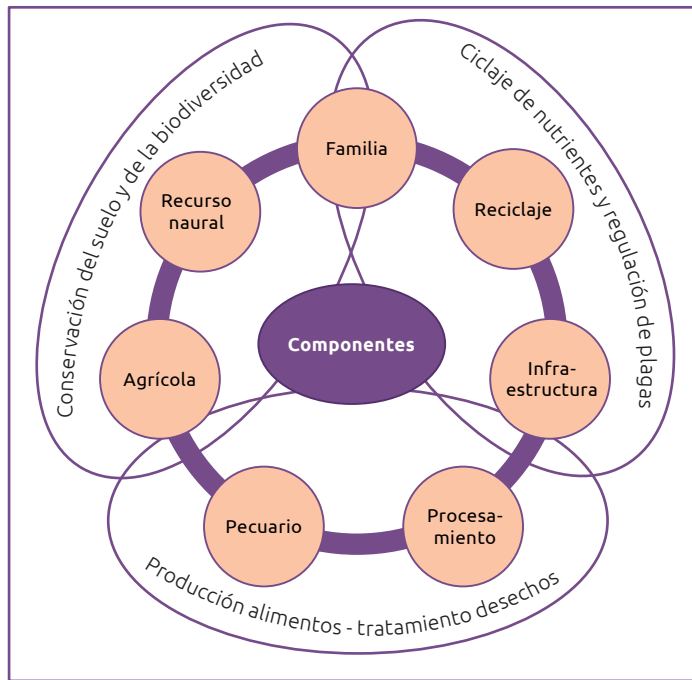 Conservación del suelo y de la biodiversidad
Ciclaje de nutrientes y regulación de plagas
Familia
Recurso
naural
Reciclaje
Componentes
Agrícola
Infra-
estructura
Pecuario
Procesa-
miento
Producción alimentos - tratamiento desechos